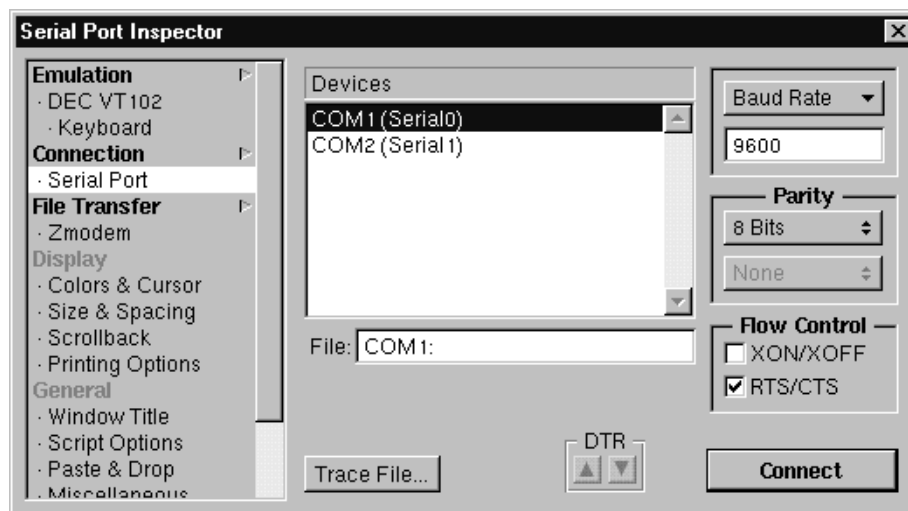 Serial Port Inspector
Emulation
· DEC VT102
· Keyboard
Connection
· Serial Port
File Transfer
· Zmodem
Display
· Colors & Cursor
· Size & Spacing
· Scrollback
· Printing Options
General
· Window Title
· Script Options
· Paste & Drop
· Miscellaneous
Devices
COM1 (Serial0)
COM2 (Serial1)
File: COM1:
Trace File...
DTR
Baud Rate
9600
Parity
8 Bits
None
Flow Control
XON/XOFF
RTS/CTS
Connect